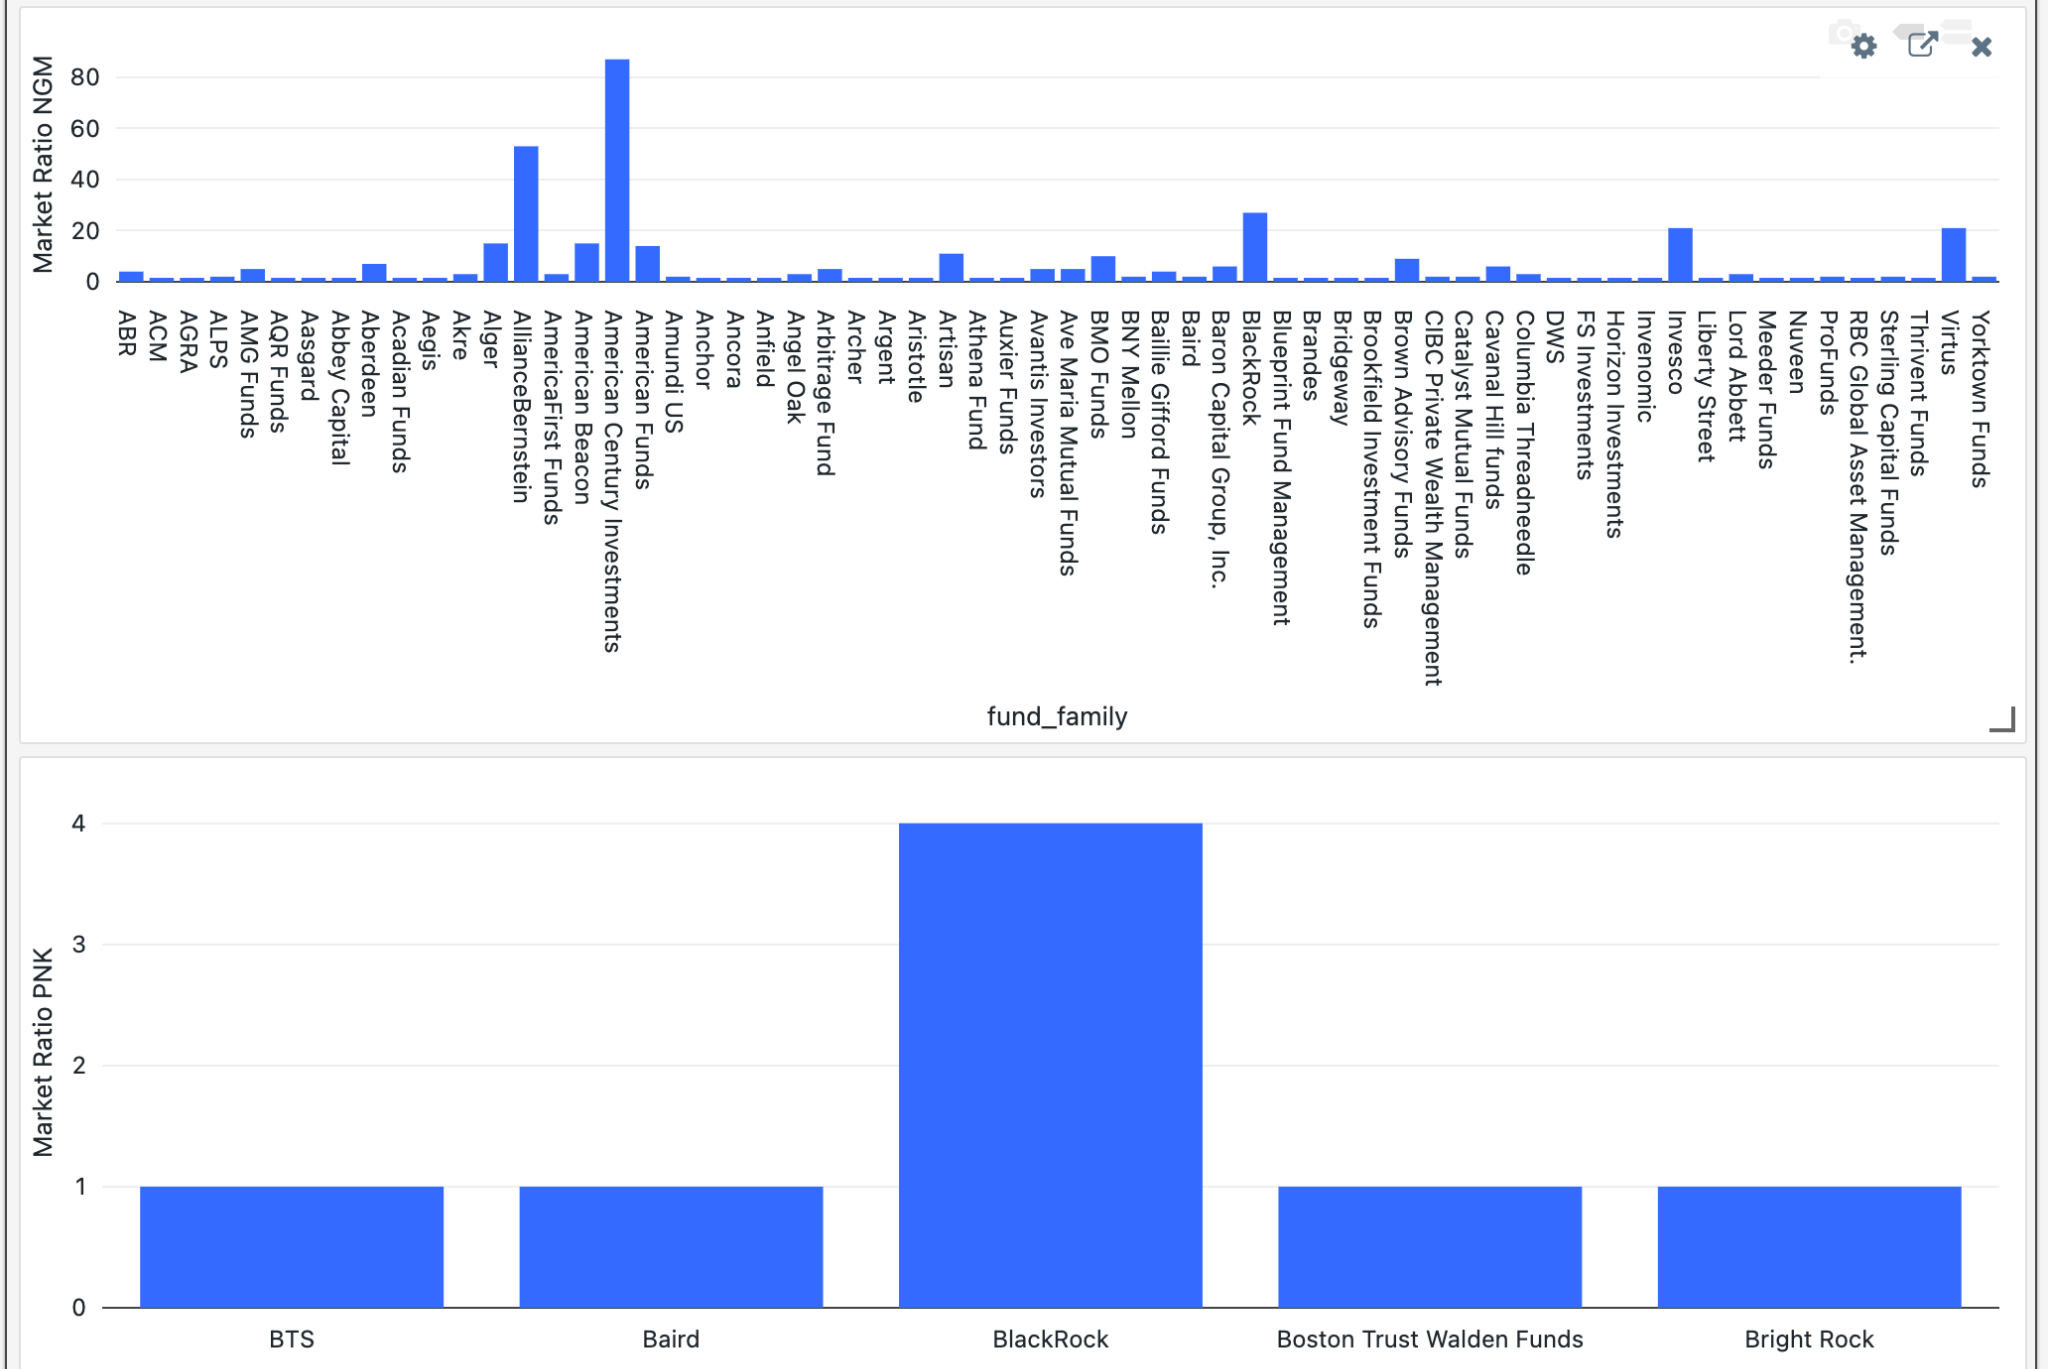 Market Ratio NGM
80
60
40
20
0
ABR
ACM
AGRA
ALPS
AMG Funds
AQR Funds
Aasgard
Abbey Capital
Aberdeen
Acadian Funds
Aegis
Akre
Alger
AllianceBernstein
AmericaFirst Funds
American Beacon
American Century Investments
American Funds
Amundi US
Anchor
Ancora
Anfield
Angel Oak
Arbitrage Fund
Archer
Argent
Aristotle
Artisan
Athena Fund
Auxier Funds
Avantis Investors
Ave Maria Mutual Funds
BMO Funds
BNY Mellon
Baillie Gifford Funds
Baird
Baron Capital Group, Inc.
BlackRock
Blueprint Fund Management
Brandes
Bridgeway
Brookfield Investment Funds
Brown Advisory Funds
CIBC Private Wealth Management
Catalyst Mutual Funds
Cavanal Hill funds
Columbia Threadneedle
DWS
FS Investments
Horizon Investments
Invenomic
Invesco
Liberty Street
Lord Abbett
Meeder Funds
Nuveen
ProFunds
RBC Global Asset Management.
Sterling Capital Funds
Thrivent Funds
Virtus
Yorktown Funds
fund_family
Market Ratio PNK
4
3
2
1
0
BTS
Baird
BlackRock
Boston Trust Walden Funds
Bright Rock